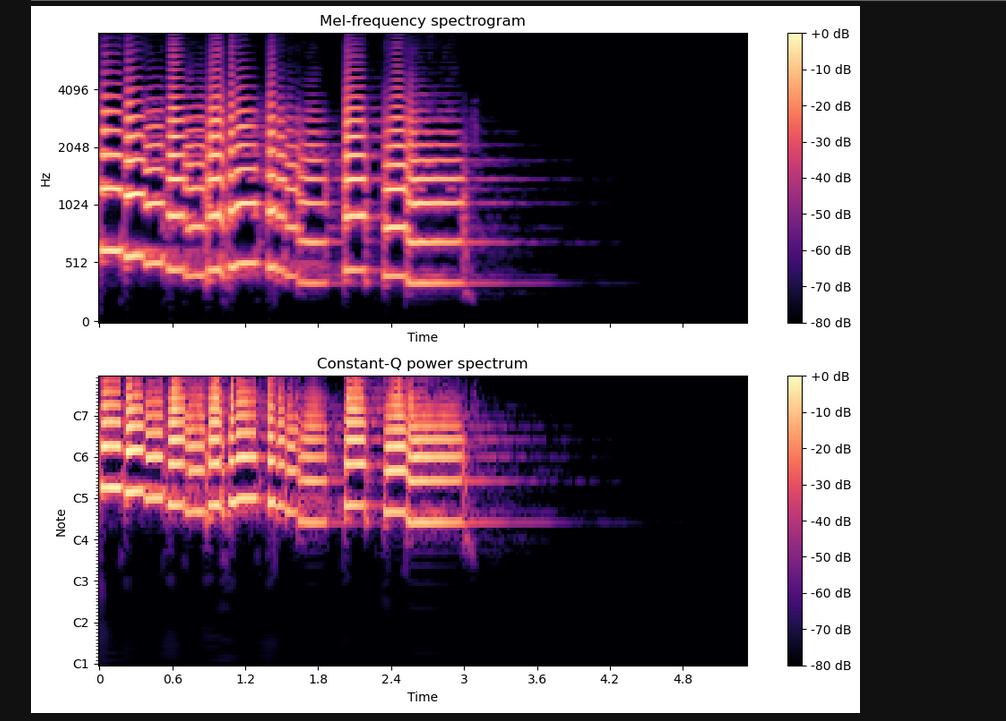 Mel-frequency spectrogram
+0 dB
-10 dB
-20 dB
-30 dB
-40 dB
-50 dB
-60 dB
-70 dB
-80 dB
Hz
4096
2048
1024
512
0
Time
Constant-Q power spectrum
+0 dB
-10 dB
-20 dB
-30 dB
-40 dB
-50 dB
-60 dB
-70 dB
-80 dB
Note
C7
C6
C5
C4
C3
C2
C1
0 0.6 1.2 1.8 2.4 3 3.6 4.2 4.8
Time